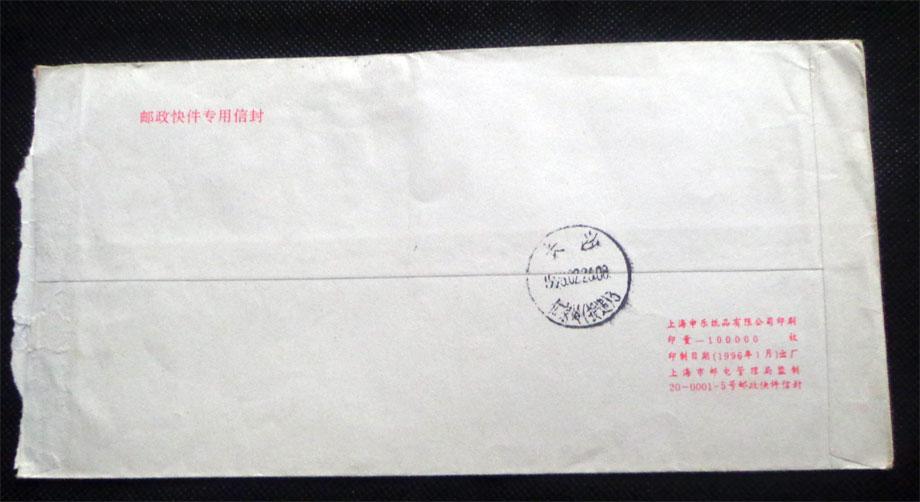 邮政快件专用信封
上海申乐纸品有限公司印刷
印量—100000 枚
印制日期(1996年1月)出厂
上海市邮电管理局监制
20-0001-5号邮政快件信封